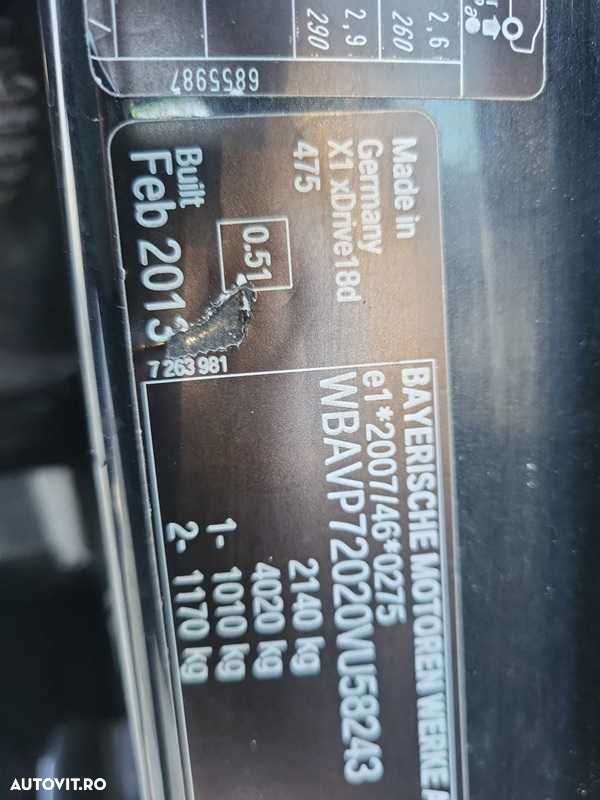 2,6 260
2,9 290
6855987
Made in
Germany
X1 xDrive18d
475
0.51
Built
Feb 2013
7 263 981
BAYERISCHE MOTOREN WERKE A
e1*2007/46*0275
WBAVP72020VU58243
2140 kg
4020 kg
1- 1010 kg
2- 1170 kg
AUTOVIT.RO